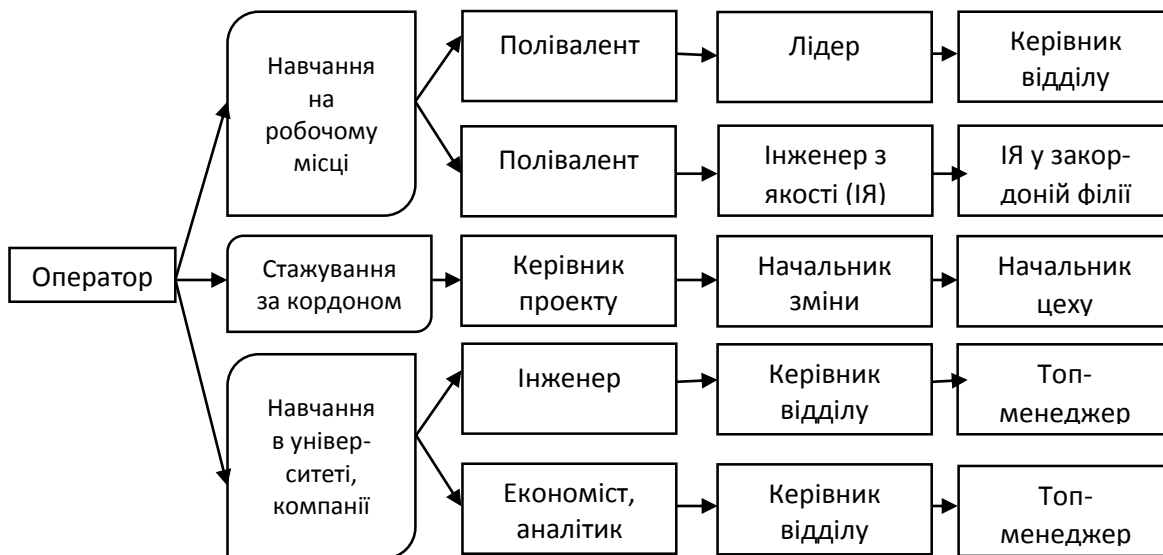 Оператор
Навчання
на
робочому
місці
Полівалент
Лідер
Керівник
відділу
Полівалент
Інженер з
якості (ІЯ)
ІЯ у закор-
доній філії
Стажування
за кордоном
Керівник
проекту
Начальник
зміни
Начальник
цеху
Навчання
в універ-
ситеті,
компанії
Інженер
Керівник
відділу
Топ-
менеджер
Економіст,
аналітик
Керівник
відділу
Топ-
менеджер